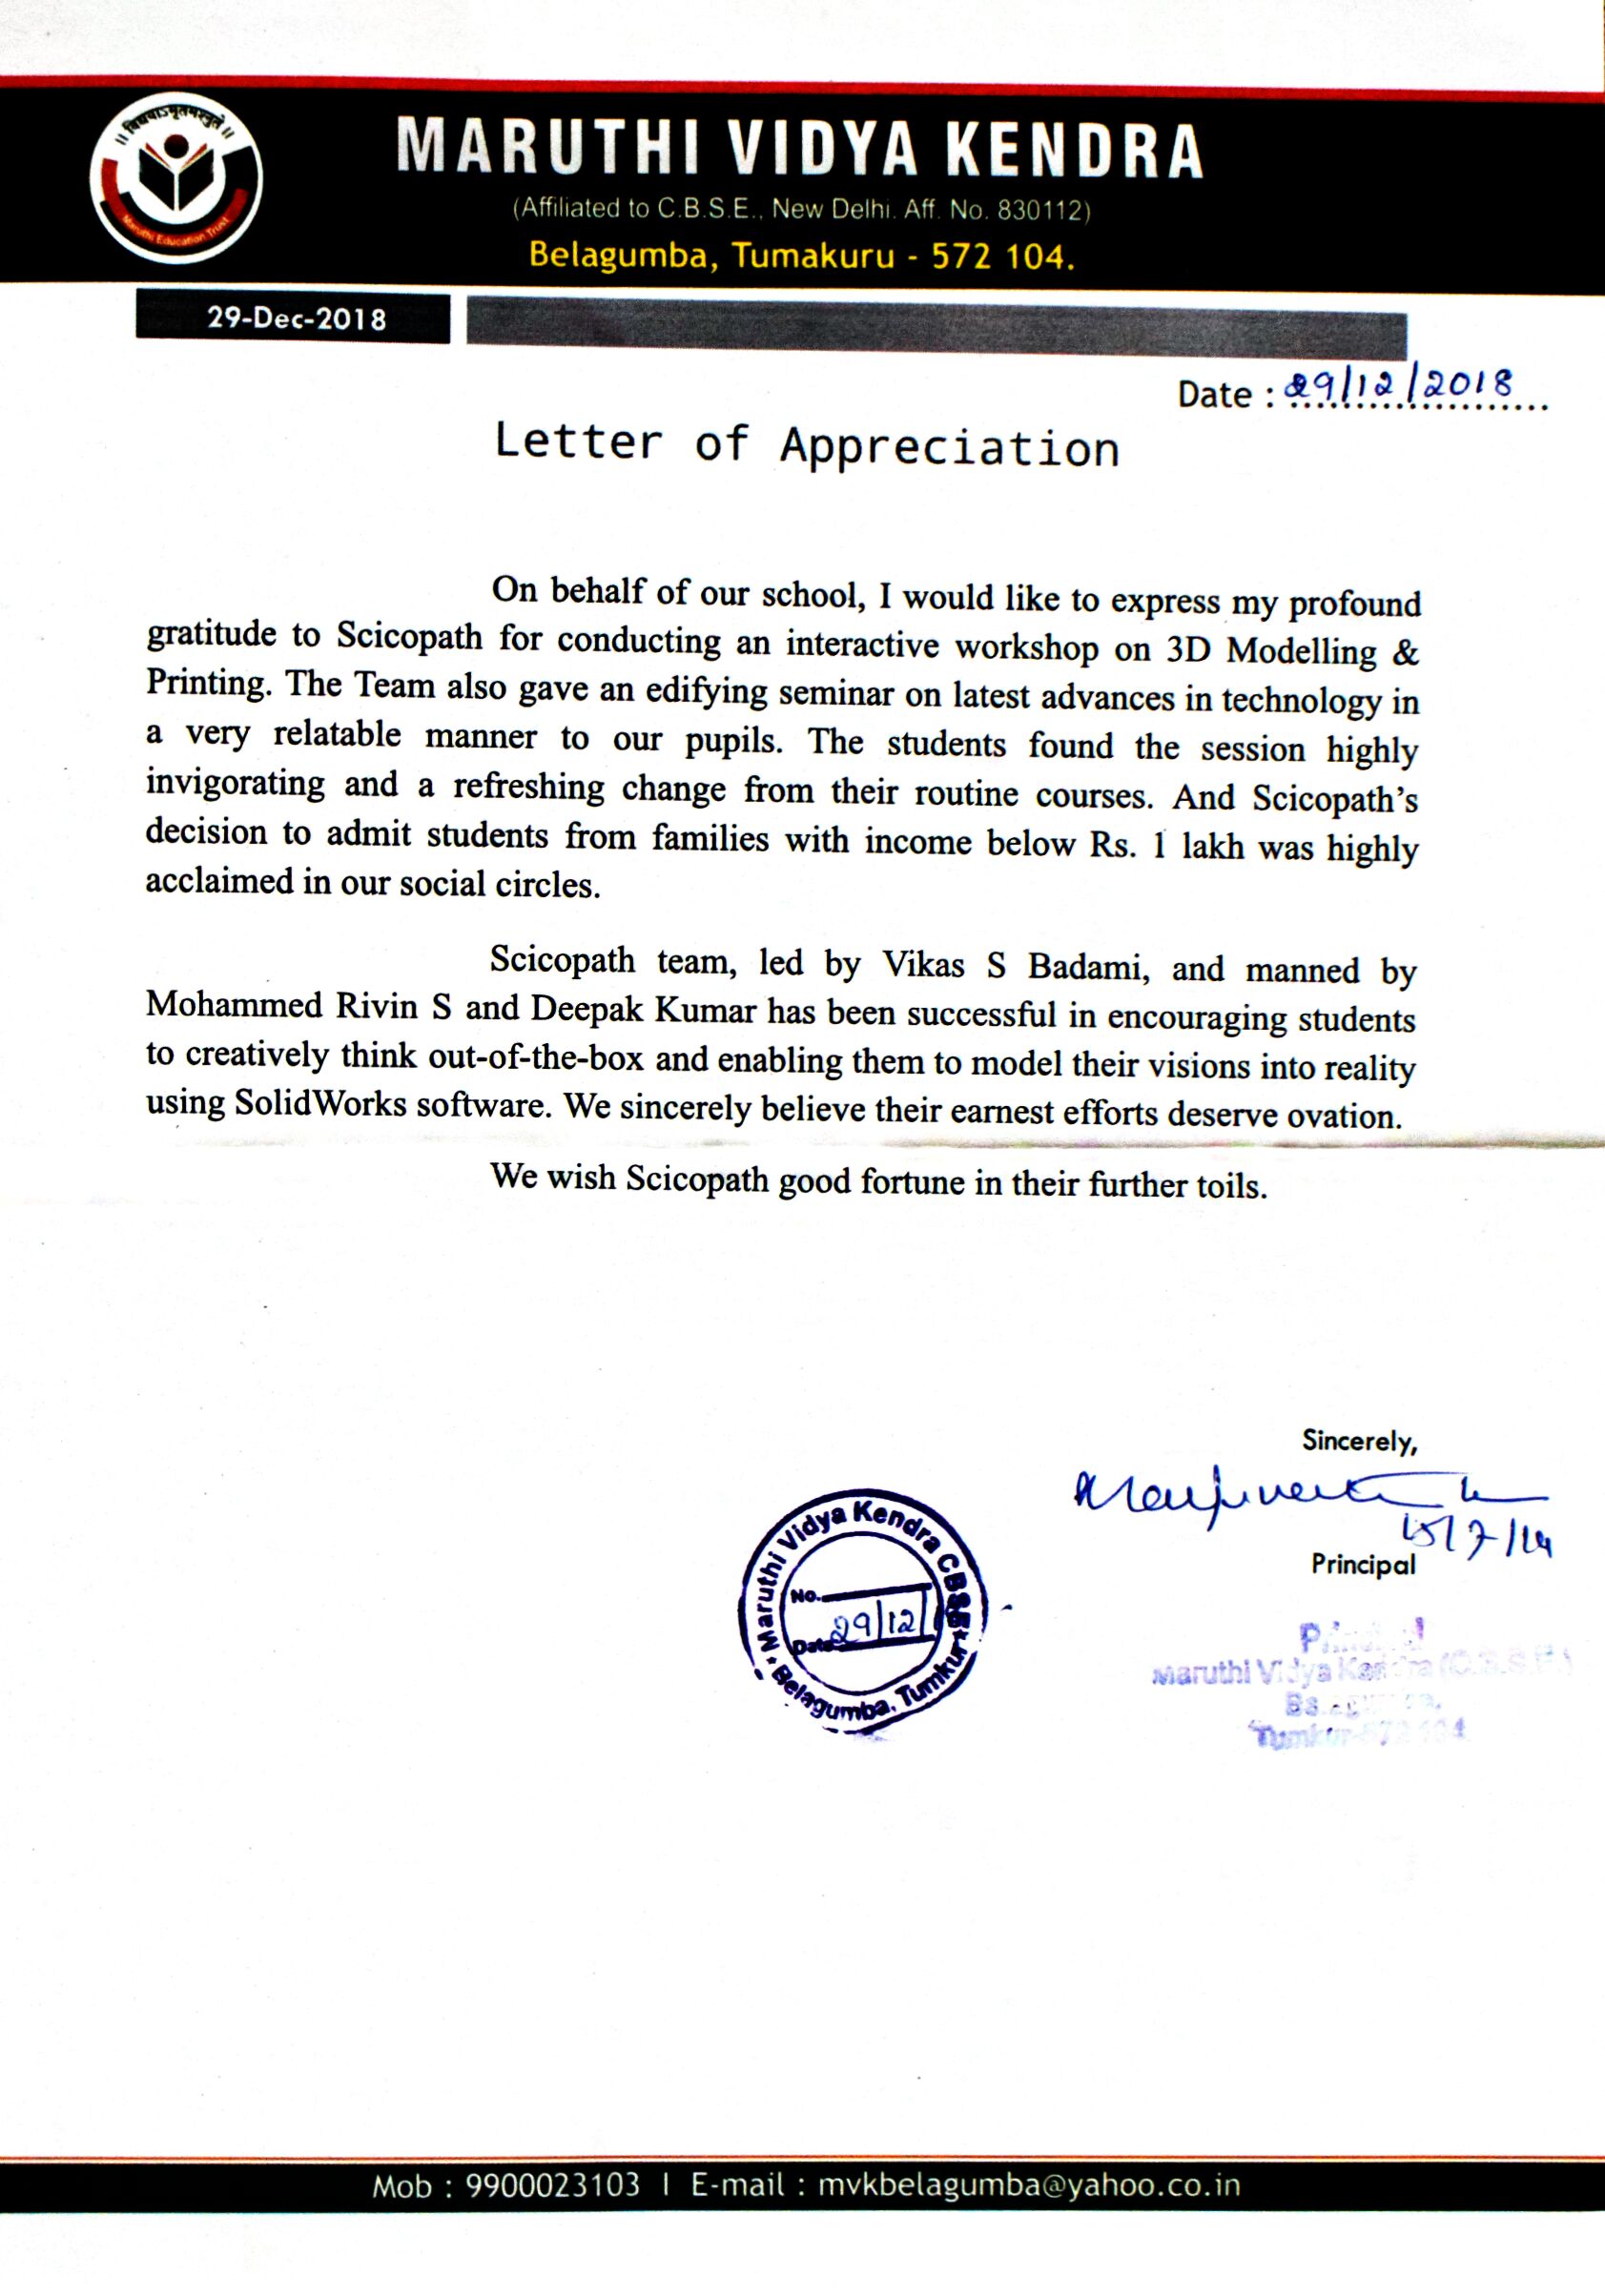 ॥ विद्ययाऽमृतमश्नुते ॥
Maruthi Education Trust
MARUTHI VIDYA KENDRA
(Affiliated to C.B.S.E., New Delhi. Aff. No. 830112)
Belagumba, Tumakuru - 572 104.
29-Dec-2018
Date : 29/12/2018
Letter of Appreciation
On behalf of our school, I would like to express my profound
gratitude to Scicopath for conducting an interactive workshop on 3D Modelling &
Printing. The Team also gave an edifying seminar on latest advances in technology in
a very relatable manner to our pupils. The students found the session highly
invigorating and a refreshing change from their routine courses. And Scicopath's
decision to admit students from families with income below Rs. 1 lakh was highly
acclaimed in our social circles.
Scicopath team, led by Vikas S Badami, and manned by
Mohammed Rivin S and Deepak Kumar has been successful in encouraging students
to creatively think out-of-the-box and enabling them to model their visions into reality
using SolidWorks software. We sincerely believe their earnest efforts deserve ovation.
We wish Scicopath good fortune in their further toils.
Sincerely,
Principal
Maruthi Vidya Kendra CBSE
No.
Date 29/12/
Belagumba, Tumkur
Principal
Maruthi Vidya Kendra (C.B.S.E.)
Belagumba,
Tumkur-572 104
Mob : 9900023103 | E-mail : mvkbelagumba@yahoo.co.in